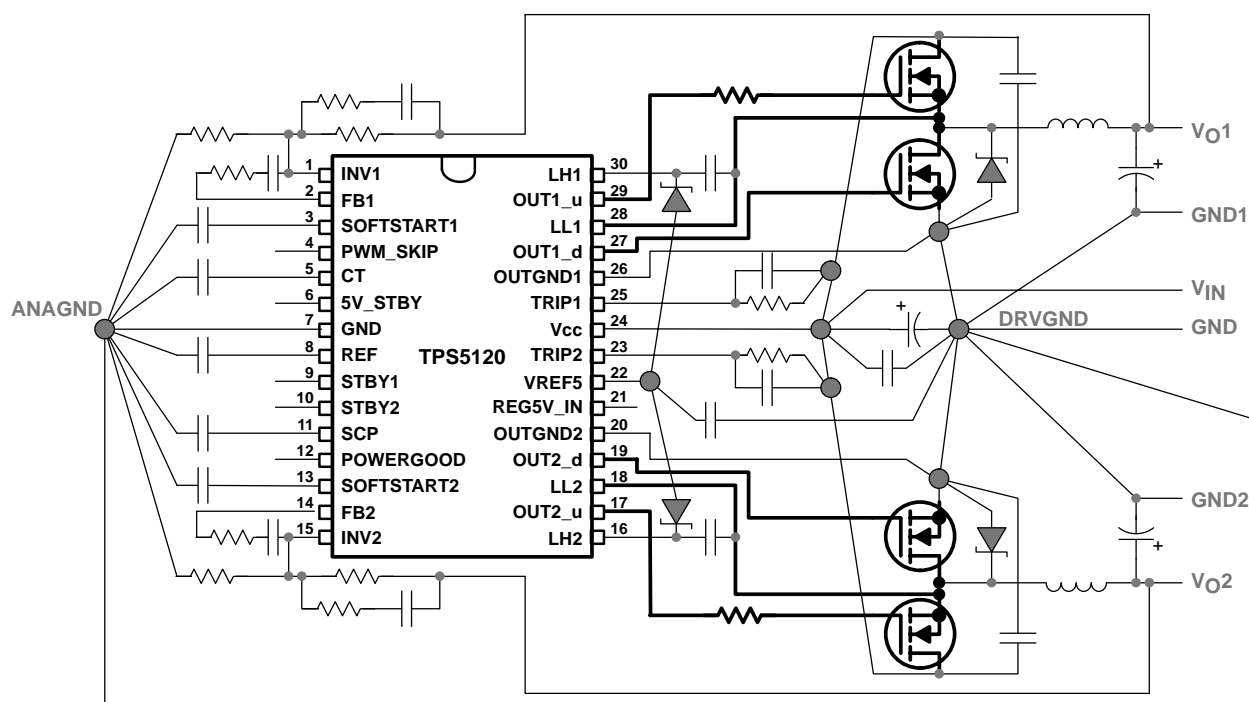 VO1
1 INV1 LH1 30
2 FB1 OUT1_u 29
3 SOFTSTART1 LL1 28
GND1
4 PWM_SKIP OUT1_d 27
5 CT OUTGND1 26
6 5V_STBY TRIP1 25
VIN
ANAGND
7 GND Vcc 24
DRVGND
GND
8 REF TRIP2 23
TPS5120
9 STBY1 VREF5 22
10 STBY2 REG5V_IN 21
11 SCP OUTGND2 20
12 POWERGOOD OUT2_d 19
13 SOFTSTART2 LL2 18
GND2
14 FB2 OUT2_u 17
15 INV2 LH2 16
VO2
+
+
+